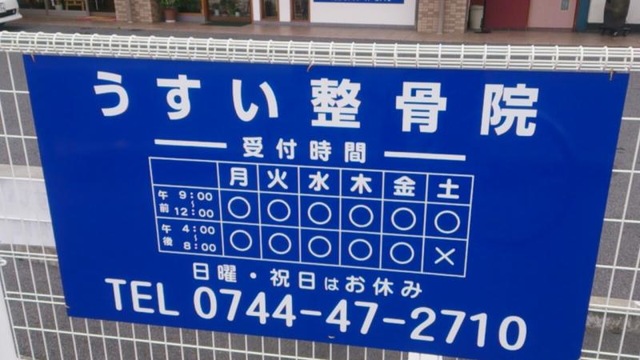 うすい整骨院
受付時間
月 火 水 木 金 土
午前 9:00~12:00 ○ ○ ○ ○ ○ ○
午後 4:00~8:00 ○ ○ ○ ○ ○ ×
日曜・祝日はお休み
TEL 0744-47-2710